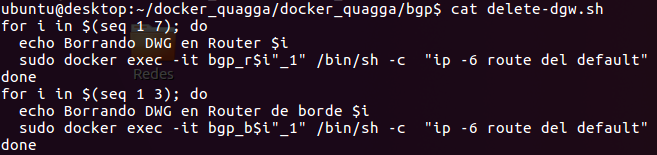 ubuntu@desktop:~/docker_quagga/docker_quagga/bgp$ cat delete-dgw.sh
for i in $(seq 1 7); do
  echo Borrando DWG en Router $i
  sudo docker exec -it bgp_r$i"_1" /bin/sh -c  "ip -6 route del default"
Redes
done
for i in $(seq 1 3); do
  echo Borrando DWG en Router de borde $i
  sudo docker exec -it bgp_b$i"_1" /bin/sh -c  "ip -6 route del default"
done